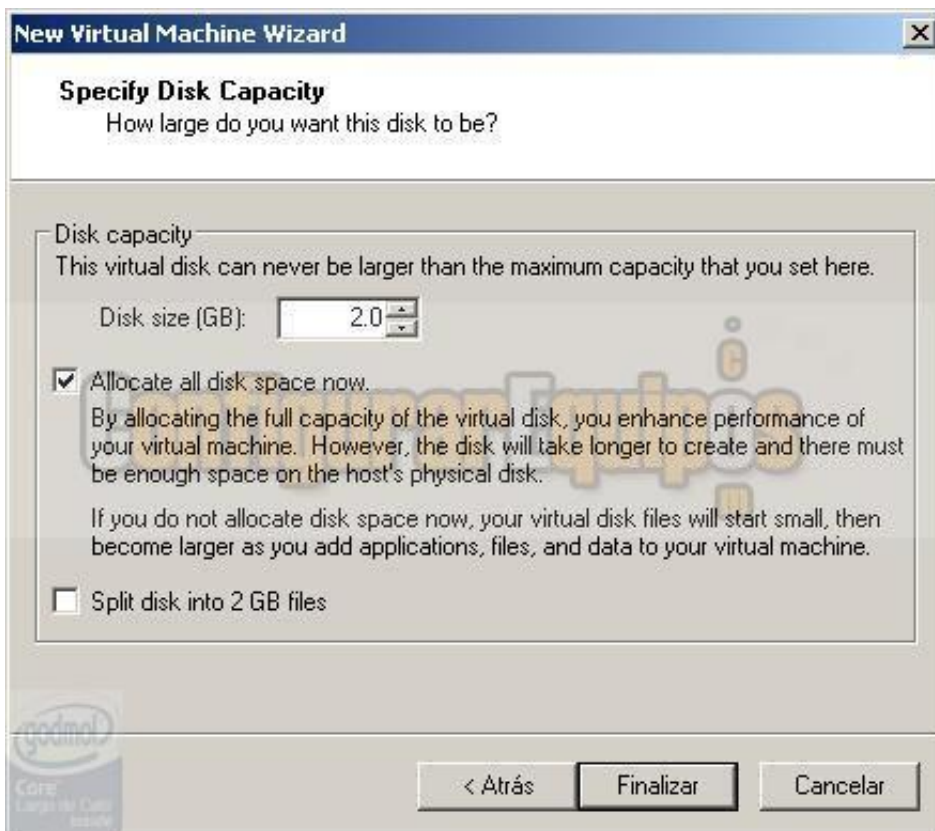 New Virtual Machine Wizard
Specify Disk Capacity
How large do you want this disk to be?
Disk capacity
This virtual disk can never be larger than the maximum capacity that you set here.
Disk size (GB): 2.0
Allocate all disk space now.
By allocating the full capacity of the virtual disk, you enhance performance of
your virtual machine. However, the disk will take longer to create and there must
be enough space on the host's physical disk.
If you do not allocate disk space now, your virtual disk files will start small, then
become larger as you add applications, files, and data to your virtual machine.
Split disk into 2 GB files
godmol
Core
< Atrás Finalizar Cancelar